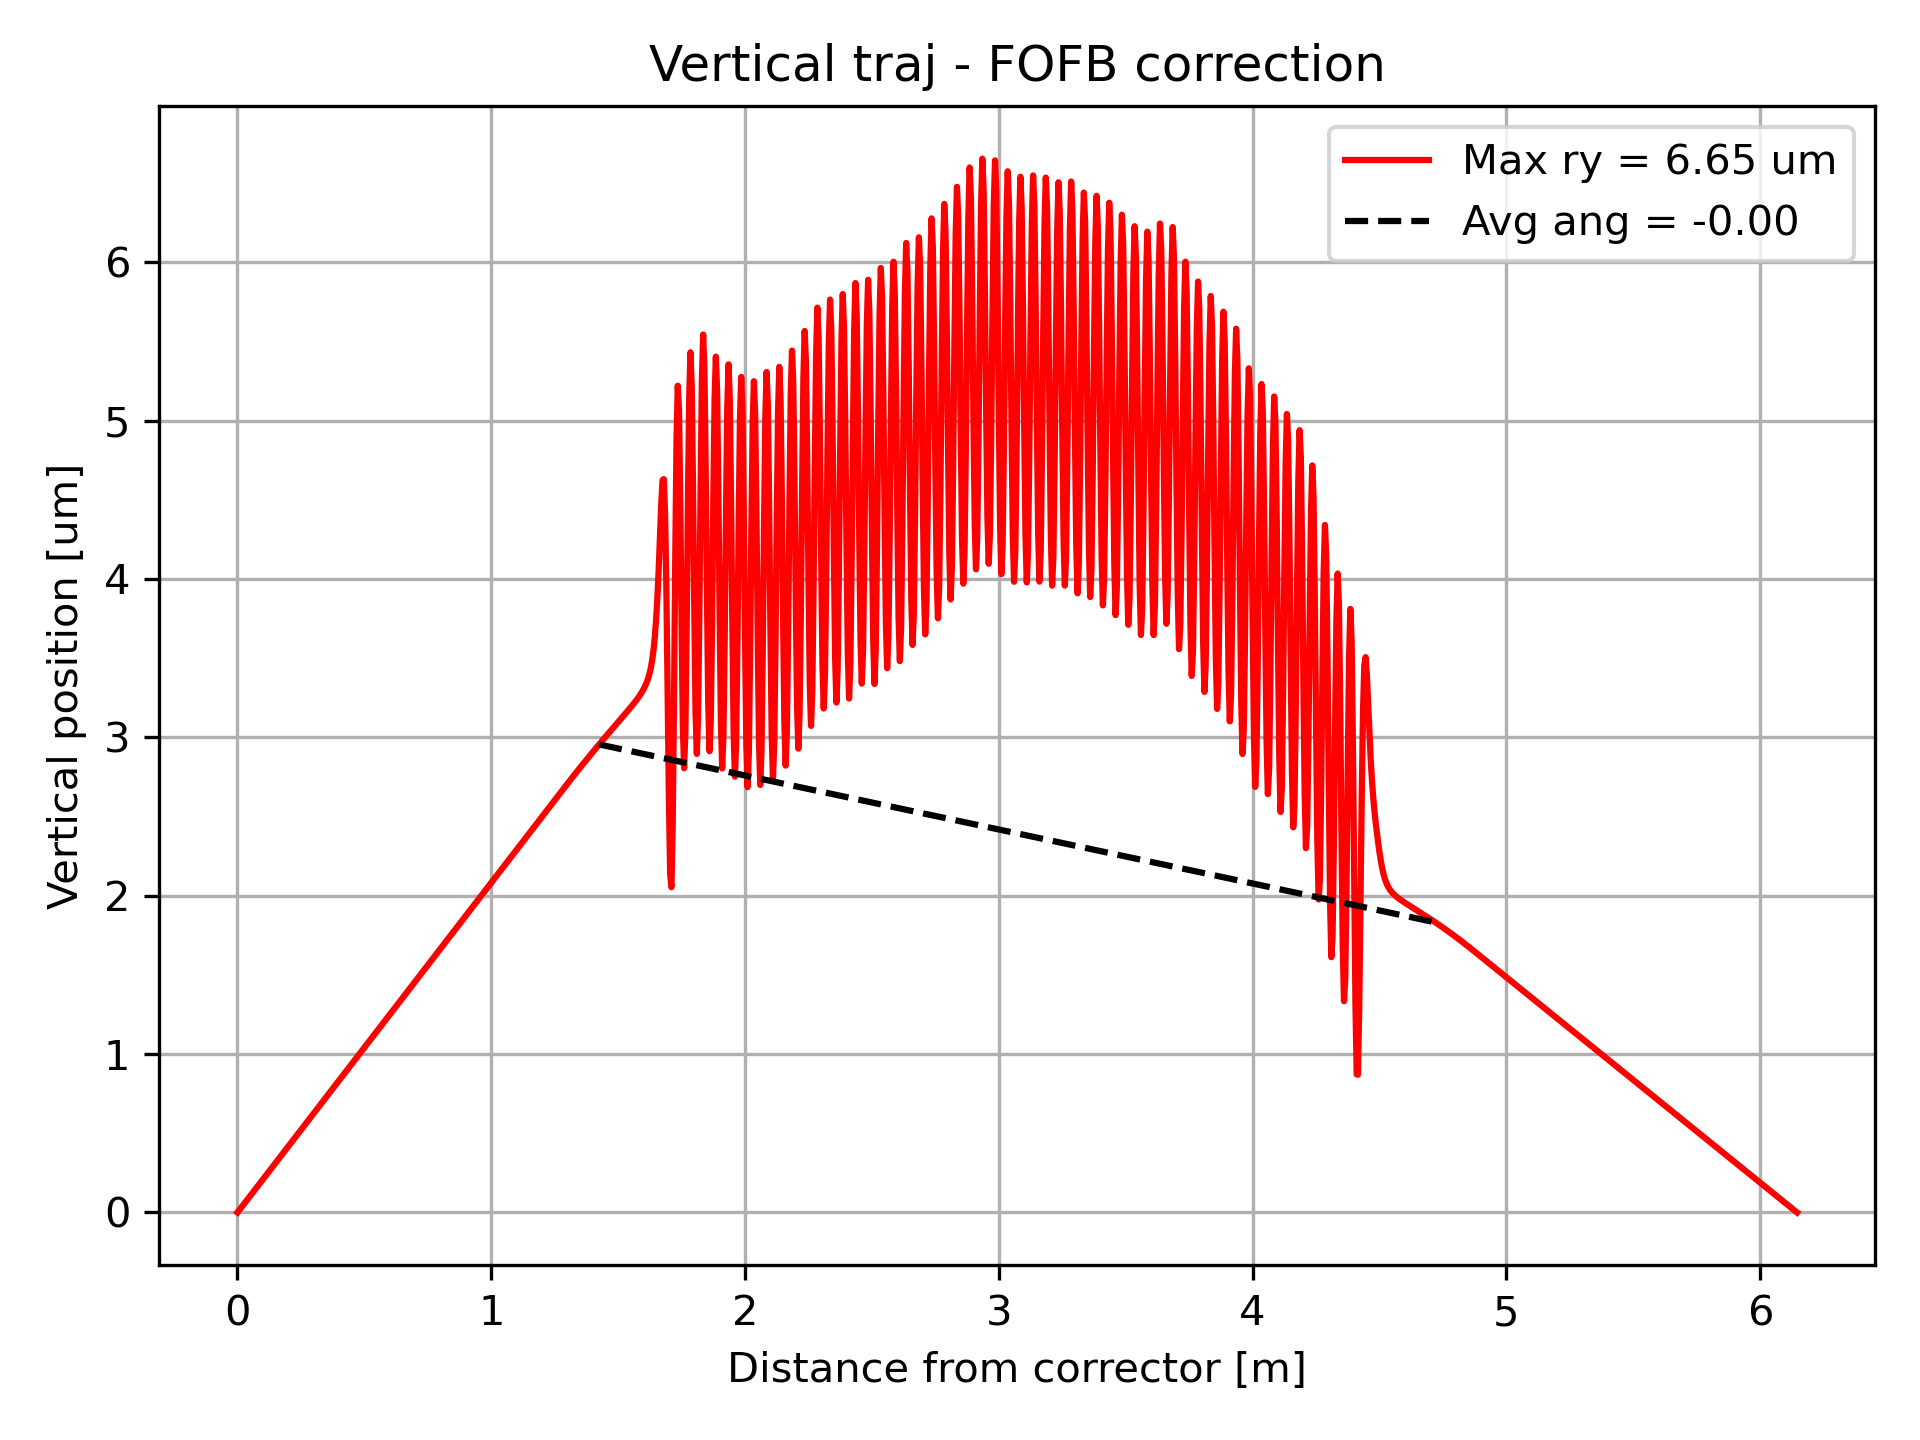 Vertical traj - FOFB correction
Max ry = 6.65 um
Avg ang = -0.00
Vertical position [um]
6
5
4
3
2
1
0
0 1 2 3 4 5 6
Distance from corrector [m]